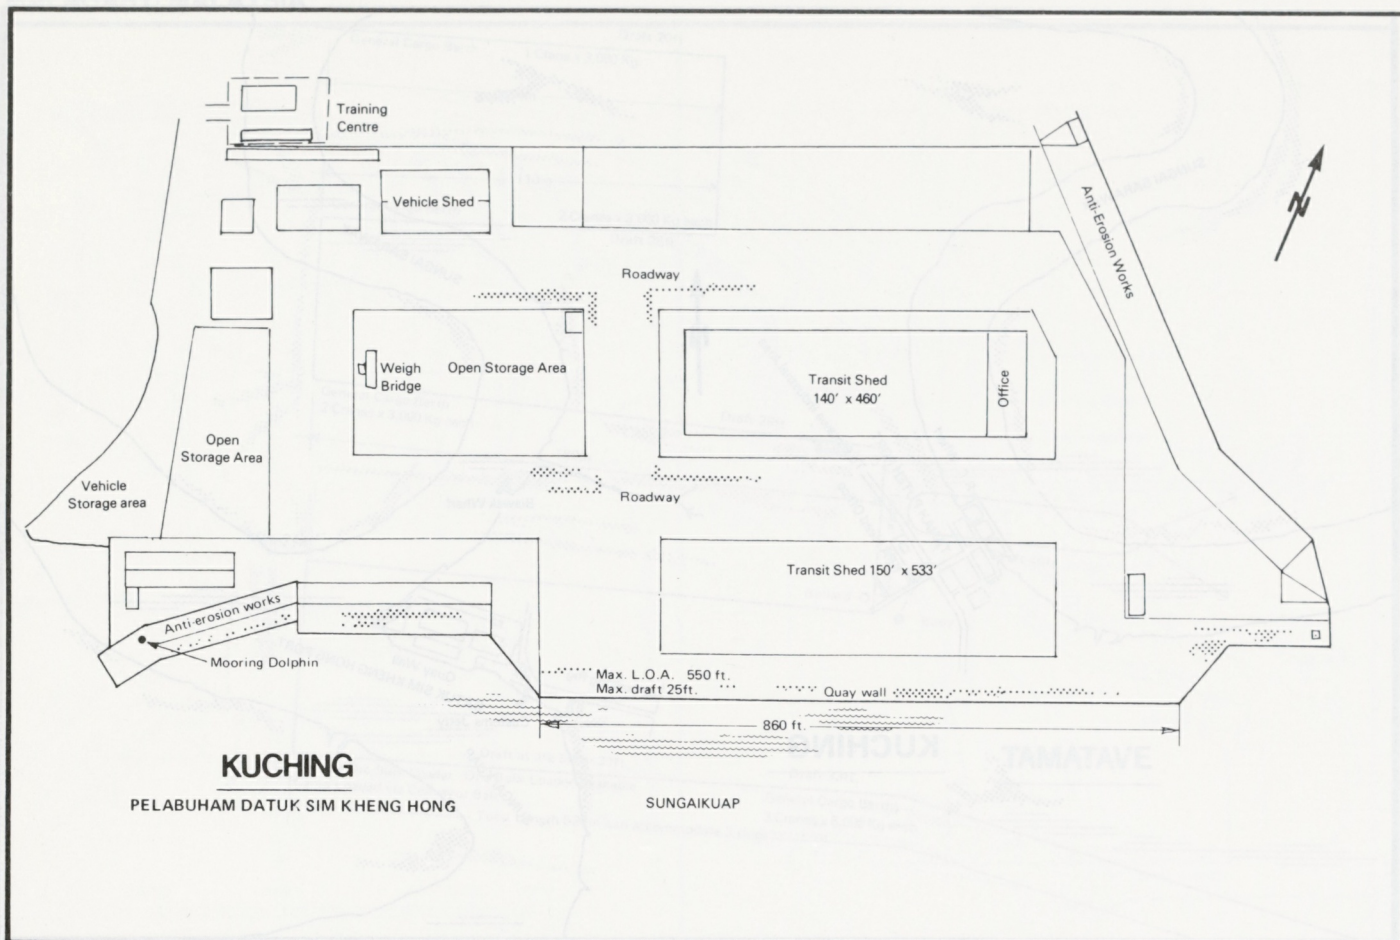 Training
Centre
Vehicle Shed
N
Anti-Erosion Works
Roadway
Weigh
Bridge
Open Storage Area
Transit Shed
140' x 460'
Office
Open
Storage Area
Vehicle
Storage area
Roadway
Transit Shed 150' x 533'
Anti-erosion works
Mooring Dolphin
Max. L.O.A. 550 ft.
Max. draft 25ft.
Quay wall
860 ft.
KUCHING
PELABUHAM DATUK SIM KHENG HONG
SUNGAIKUAP
KUCHING
TAMATAVE